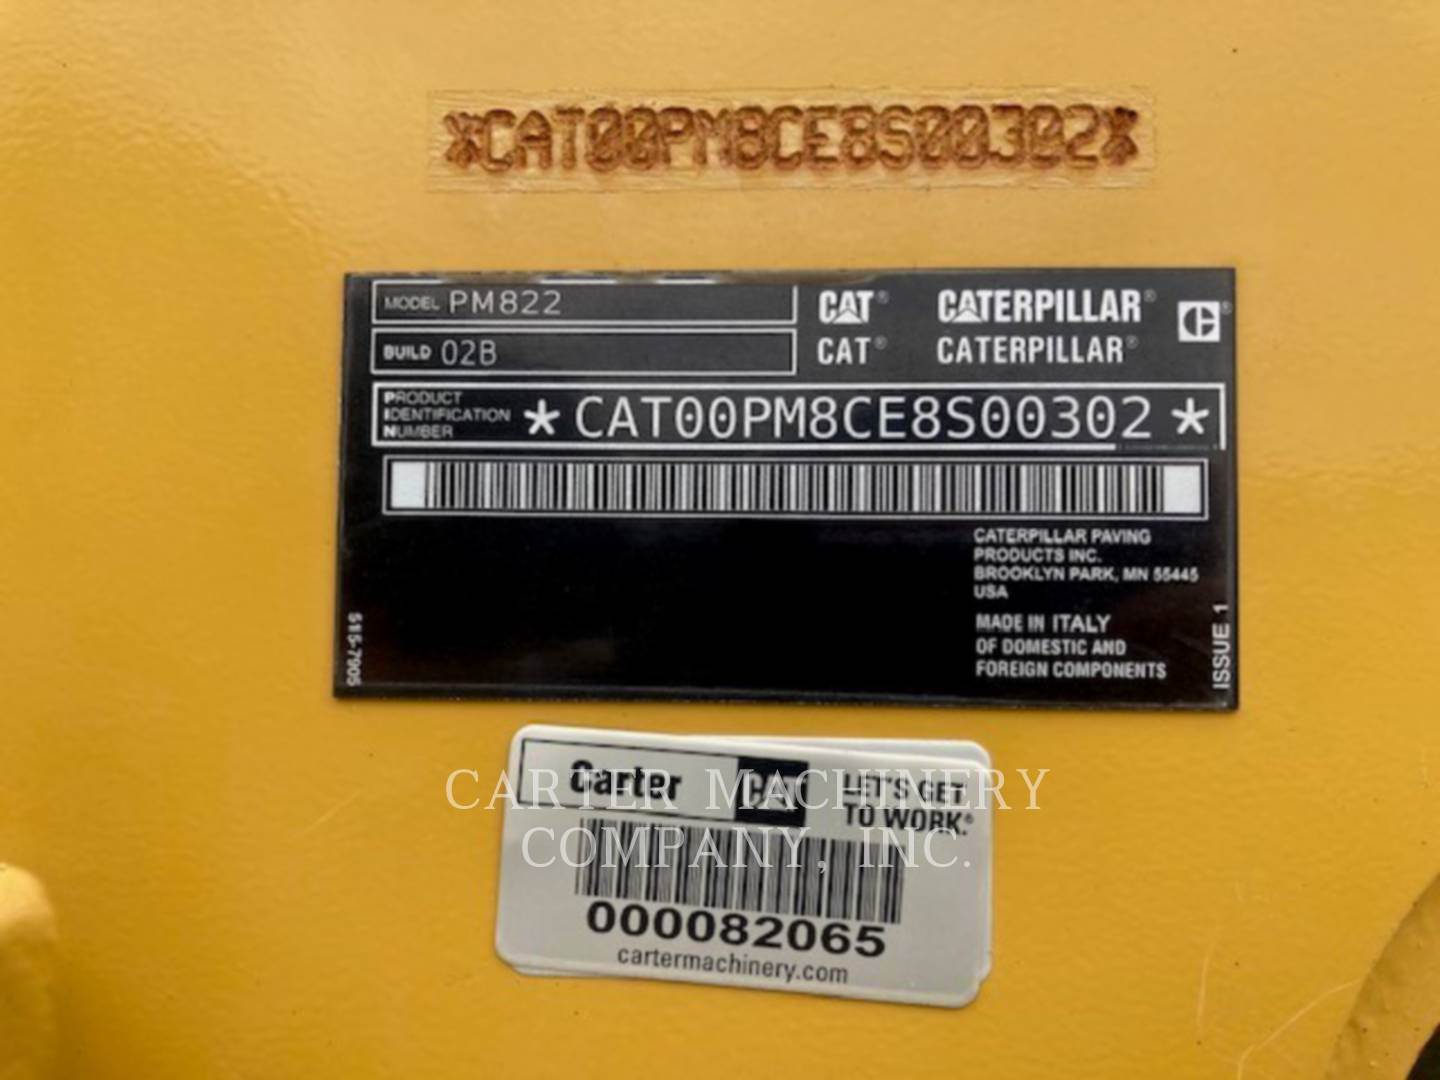 *CAT00PM8CE8S00302*
MODEL PM822
BUILD 02B
CAT® CATERPILLAR® ®
CAT® CATERPILLAR®
PRODUCT
IDENTIFICATION
NUMBER
*CAT00PM8CE8S00302*
CATERPILLAR PAVING
PRODUCTS INC.
BROOKLYN PARK, MN 55445
USA
MADE IN ITALY
OF DOMESTIC AND
FOREIGN COMPONENTS
515-7905
ISSUE 1
Carter CAT
LET'S GET
TO WORK.®
000082065
cartermachinery.com
CARTER MACHINERY
COMPANY, INC.